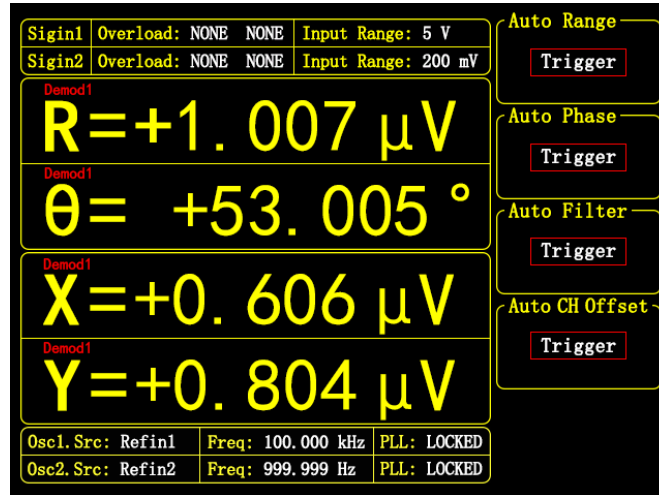 Sigin1 Overload: NONE NONE Input Range: 5 V
Sigin2 Overload: NONE NONE Input Range: 200 mV
Demod1
R=+1.007 μV
Demod1
θ= +53.005 °
Demod1
X=+0.606 μV
Demod1
Y=+0.804 μV
Osc1.Src: Refin1 Freq: 100.000 kHz PLL: LOCKED
Osc2.Src: Refin2 Freq: 999.999 Hz PLL: LOCKED
Auto Range
Trigger
Auto Phase
Trigger
Auto Filter
Trigger
Auto CH Offset
Trigger